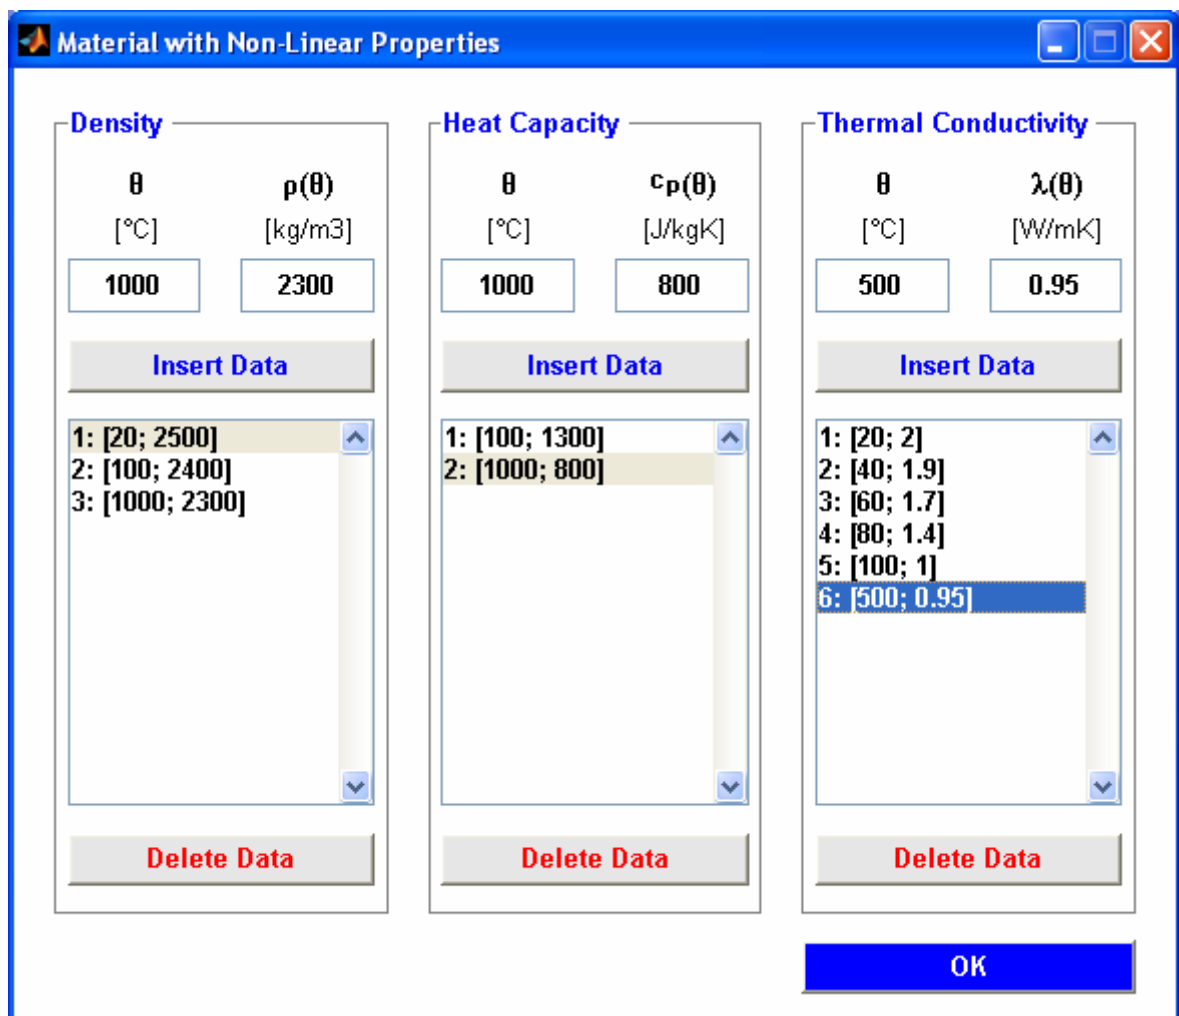 Material with Non-Linear Properties
Density
θ ρ(θ)
[°C] [kg/m3]
1000 2300
Insert Data
1: [20; 2500]
2: [100; 2400]
3: [1000; 2300]
Delete Data
Heat Capacity
θ cp(θ)
[°C] [J/kgK]
1000 800
Insert Data
1: [100; 1300]
2: [1000; 800]
Delete Data
Thermal Conductivity
θ λ(θ)
[°C] [W/mK]
500 0.95
Insert Data
1: [20; 2]
2: [40; 1.9]
3: [60; 1.7]
4: [80; 1.4]
5: [100; 1]
6: [500; 0.95]
Delete Data
OK